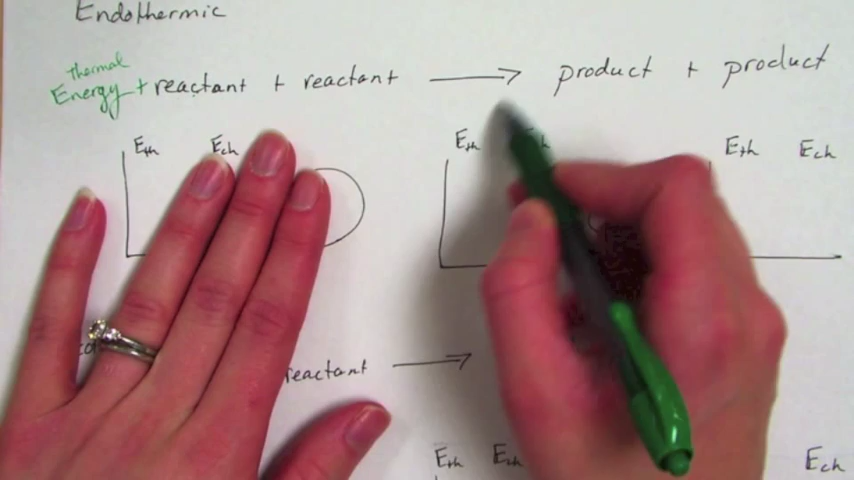 Endothermic
thermal
Energy + reactant + reactant → product + product
Eth Ech Eth Eth Ech
reactant →
Eth Ech Ech